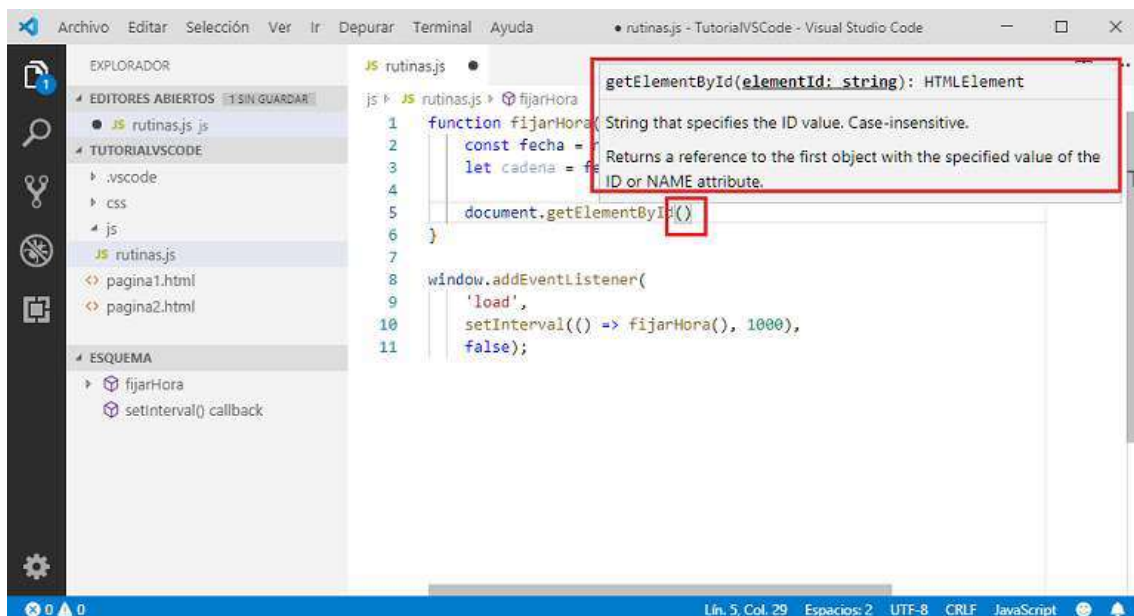 Archivo Editar Selección Ver Ir Depurar Terminal Ayuda ● rutinas.js - TutorialVSCode - Visual Studio Code
EXPLORADOR
EDITORES ABIERTOS 1 SIN GUARDAR
● JS rutinas.js js
TUTORIALVSCODE
.vscode
css
js
JS rutinas.js
pagina1.html
pagina2.html
ESQUEMA
fijarHora
setInterval() callback
JS rutinas.js ●
js JS rutinas.js fijarHora
getElementById(elementId: string): HTMLElement
String that specifies the ID value. Case-insensitive.
Returns a reference to the first object with the specified value of the
ID or NAME attribute.
1 function fijarHora(
2 const fecha =
3 let cadena =
4
5 document.getElementById()
6 }
7
8 window.addEventListener(
9 'load',
10 setInterval(() => fijarHora(), 1000),
11 false);
1
0 0
Lín. 5, Col. 29 Espacios: 2 UTF-8 CRLF JavaScript